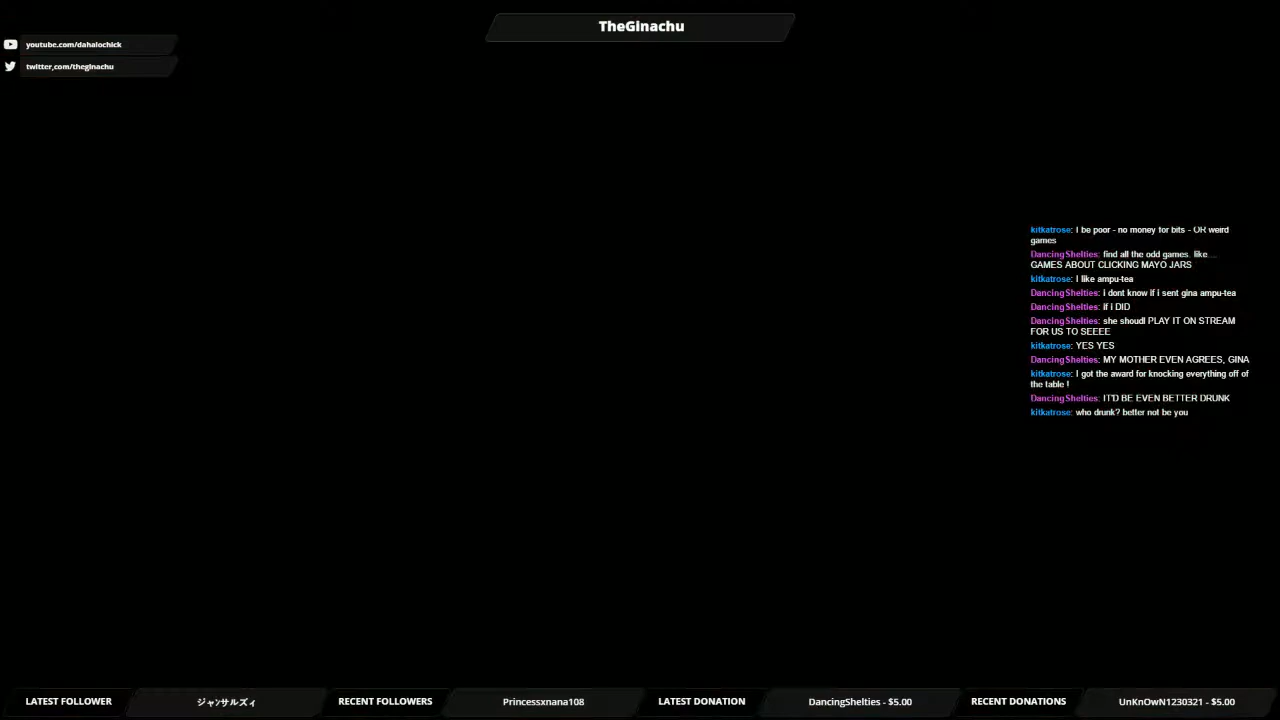 TheGinachu
youtube.com/dahalochick
twitter,com/theginachu
kitkatrose: I be poor - no money for bits - OR weird
games
DancingShelties: find all the odd games. like....
GAMES ABOUT CLICKING MAYO JARS
kitkatrose: I like ampu-tea
DancingShelties: i dont know if i sent gina ampu-tea
DancingShelties: if i DID
DancingShelties: she shoudl PLAY IT ON STREAM
FOR US TO SEEEE
kitkatrose: YES YES
DancingShelties: MY MOTHER EVEN AGREES, GINA
kitkatrose: I got the award for knocking everything off of
the table !
DancingShelties: IT'D BE EVEN BETTER DRUNK
kitkatrose: who drunk? better not be you
LATEST FOLLOWER ジャンサルズィ RECENT FOLLOWERS Princessxnana108 LATEST DONATION DancingShelties - $5.00 RECENT DONATIONS UnKnOwN1230321 - $5.00